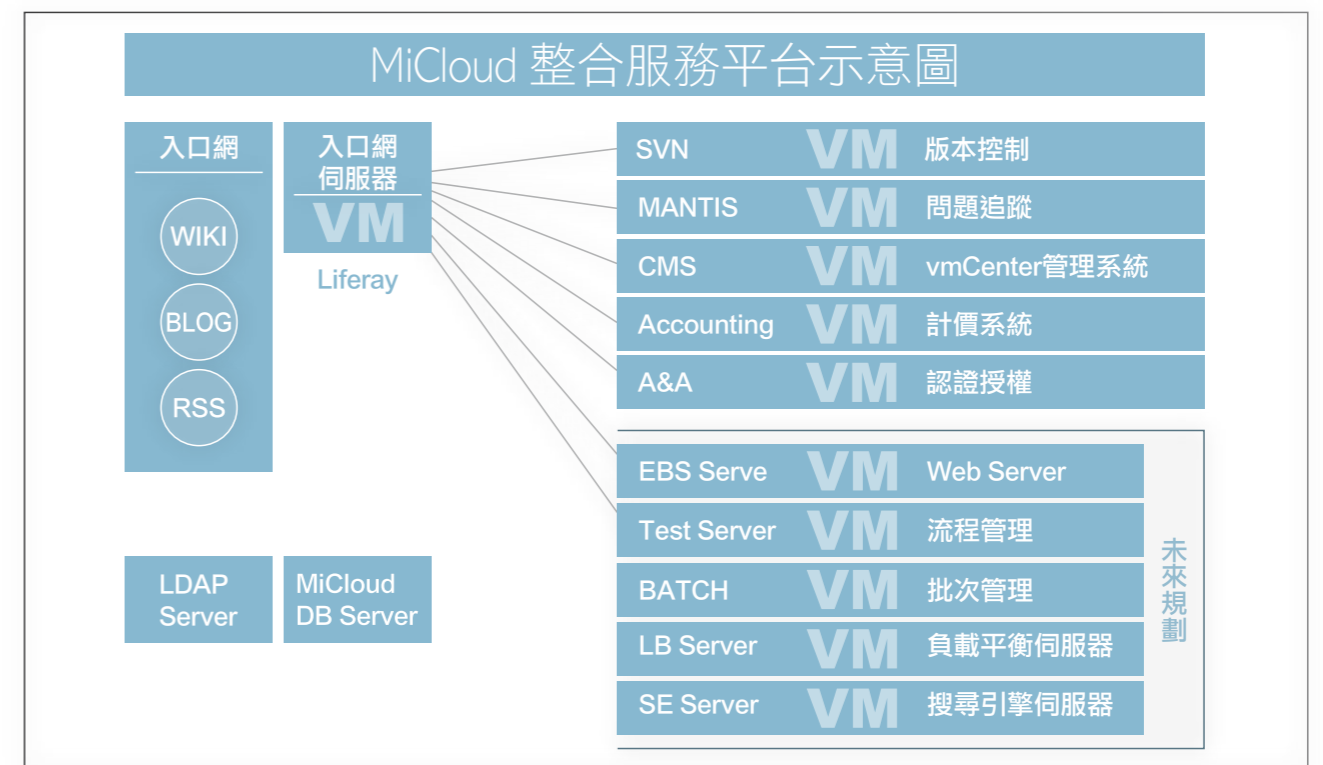 MiCloud 整合服務平台示意圖
入口網
WIKI
BLOG
RSS
入口網
伺服器
VM
Liferay
LDAP
Server
MiCloud
DB Server
SVN VM 版本控制
MANTIS VM 問題追蹤
CMS VM vmCenter管理系統
Accounting VM 計價系統
A&A VM 認證授權
EBS Serve VM Web Server
Test Server VM 流程管理
BATCH VM 批次管理
LB Server VM 負載平衡伺服器
SE Server VM 搜尋引擎伺服器
未來規劃